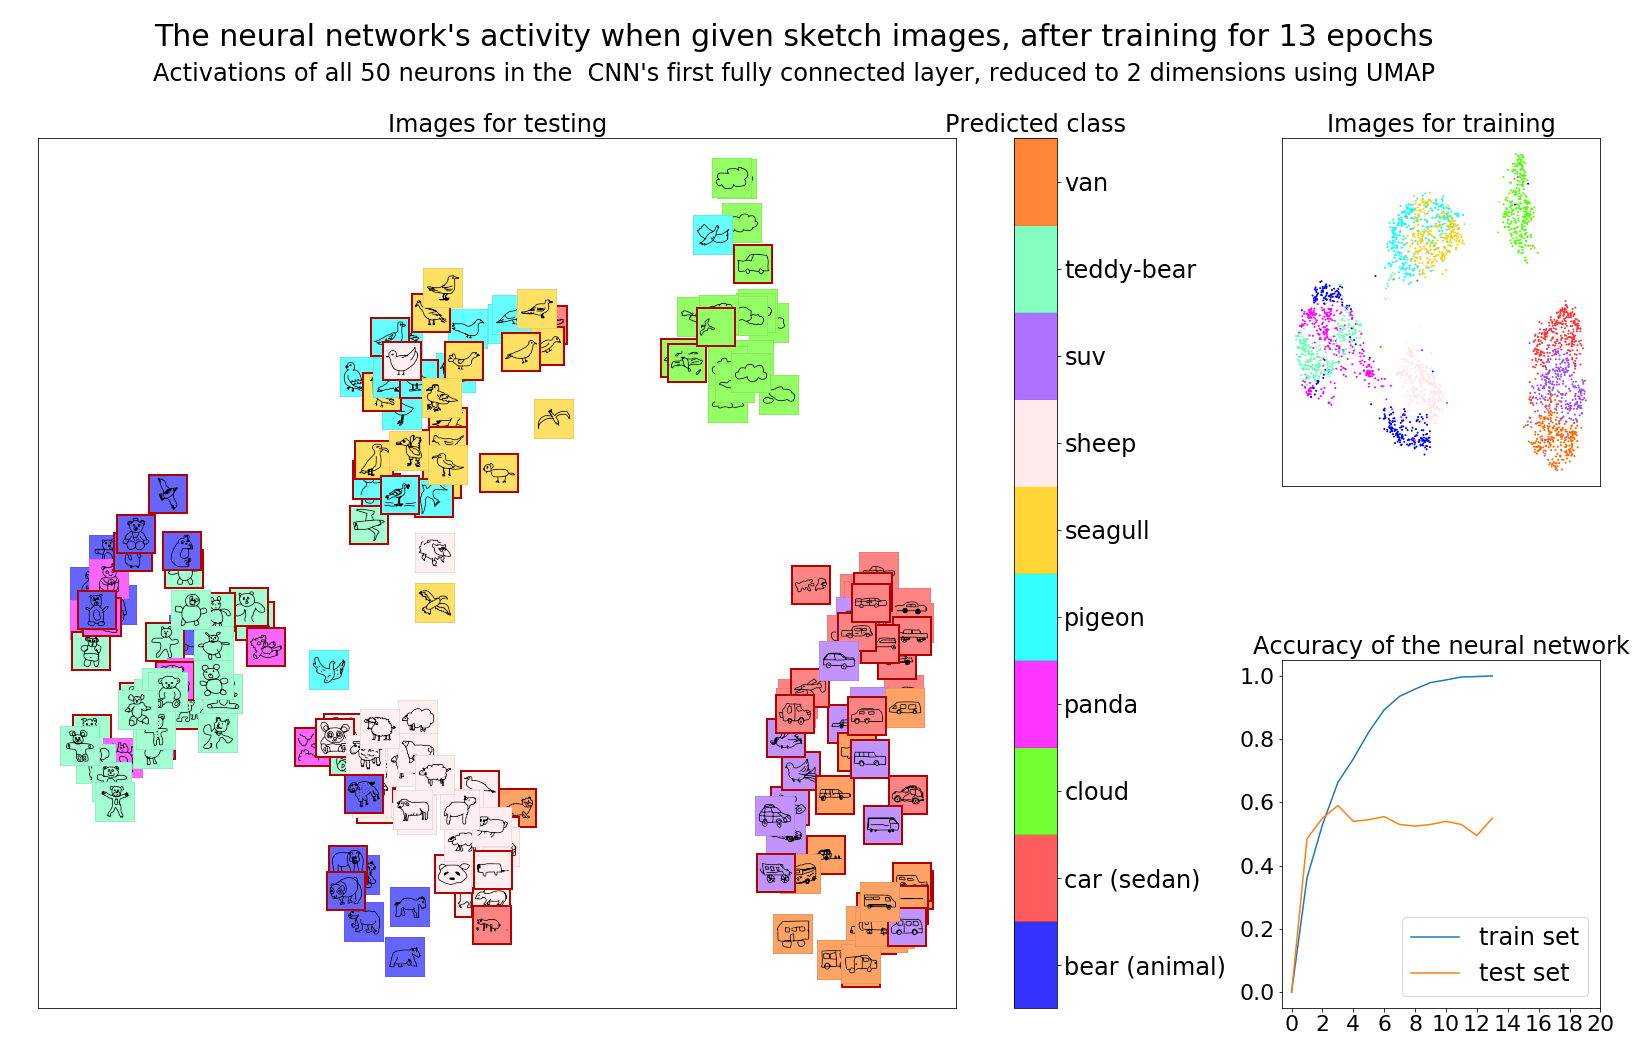 The neural network's activity when given sketch images, after training for 13 epochs
Activations of all 50 neurons in the  CNN's first fully connected layer, reduced to 2 dimensions using UMAP
Images for testing
Predicted class
van
teddy-bear
suv
sheep
seagull
pigeon
panda
cloud
car (sedan)
bear (animal)
Images for training
Accuracy of the neural network
1.0
0.8
0.6
0.4
0.2
0.0
train set
test set
0 2 4 6 8 10 12 14 16 18 20